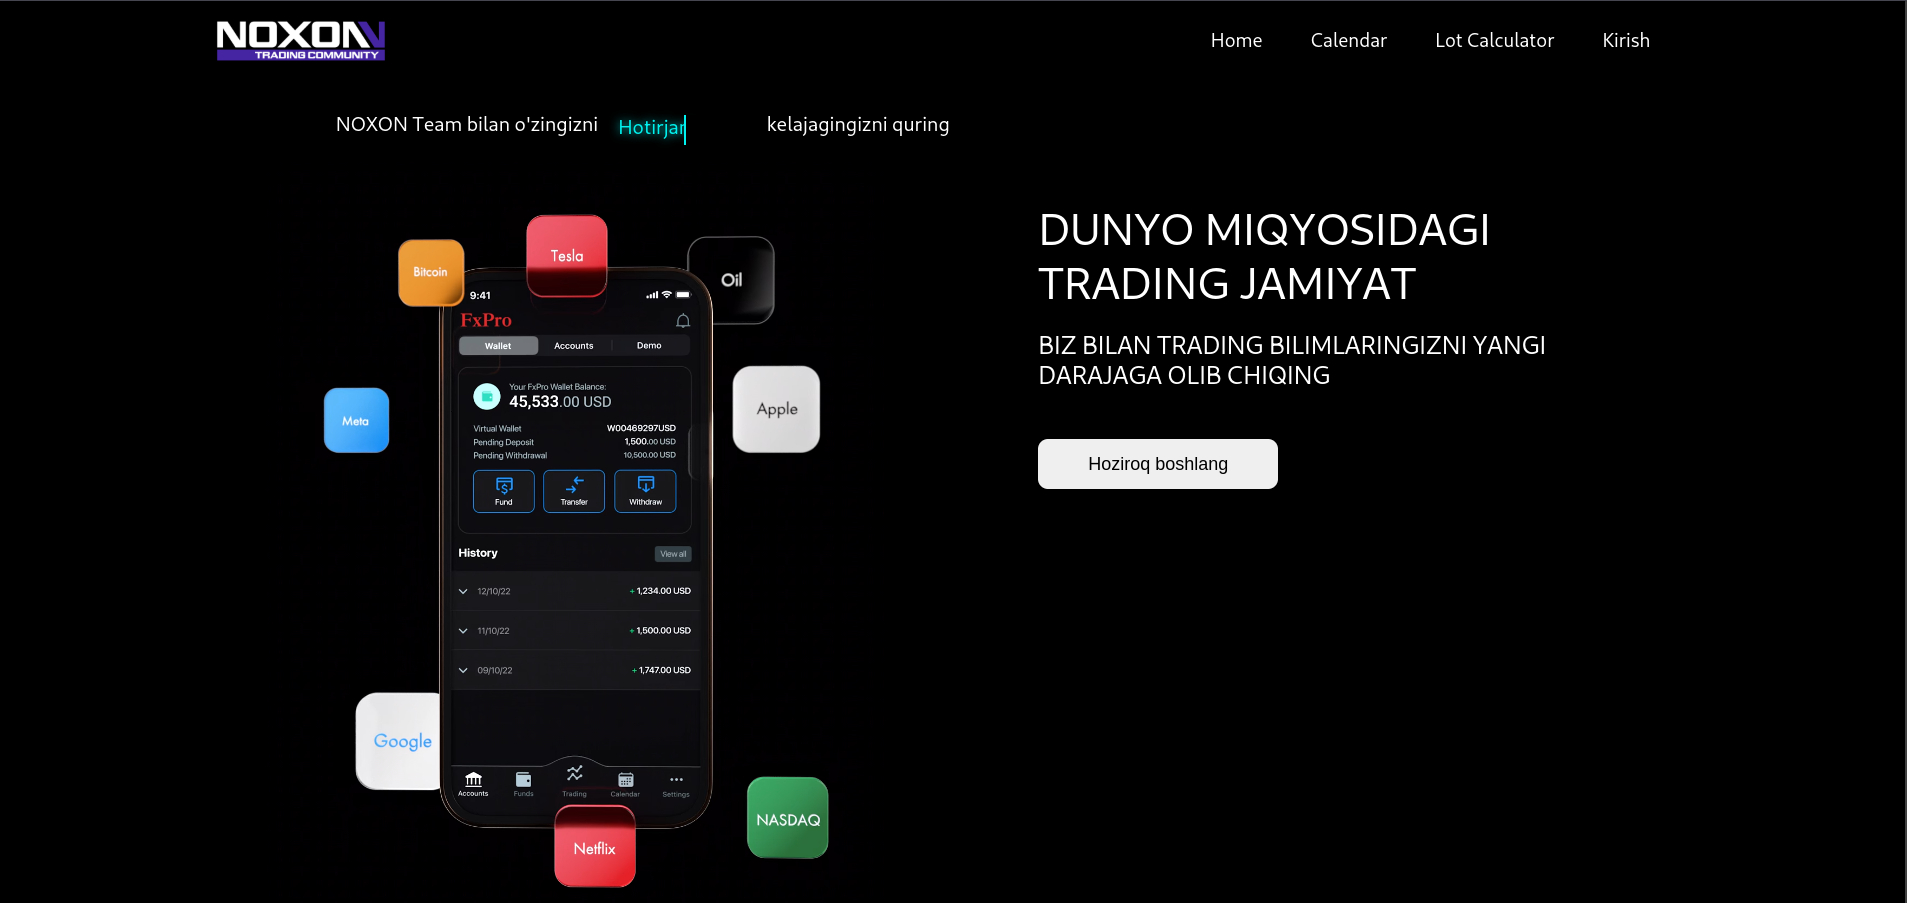 NOXON
TRADING COMMUNITY
Home Calendar Lot Calculator Kirish
NOXON Team bilan o'zingizni Hotirjar kelajagingizni quring
Bitcoin
Tesla
Oil
Meta
Apple
Google
Netflix
NASDAQ
9:41
FxPro
Wallet Accounts Demo
Your FxPro Wallet Balance:
45,533.00 USD
Virtual Wallet W00469297USD
Pending Deposit 1,500.00 USD
Pending Withdrawal 10,500.00 USD
Fund Transfer Withdraw
History View all
12/10/22 + 1,234.00 USD
11/10/22 + 1,500.00 USD
09/10/22 + 1,747.00 USD
Accounts Funds Trading Calendar Settings
DUNYO MIQYOSIDAGI
TRADING JAMIYAT
BIZ BILAN TRADING BILIMLARINGIZNI YANGI
DARAJAGA OLIB CHIQING
Hoziroq boshlang